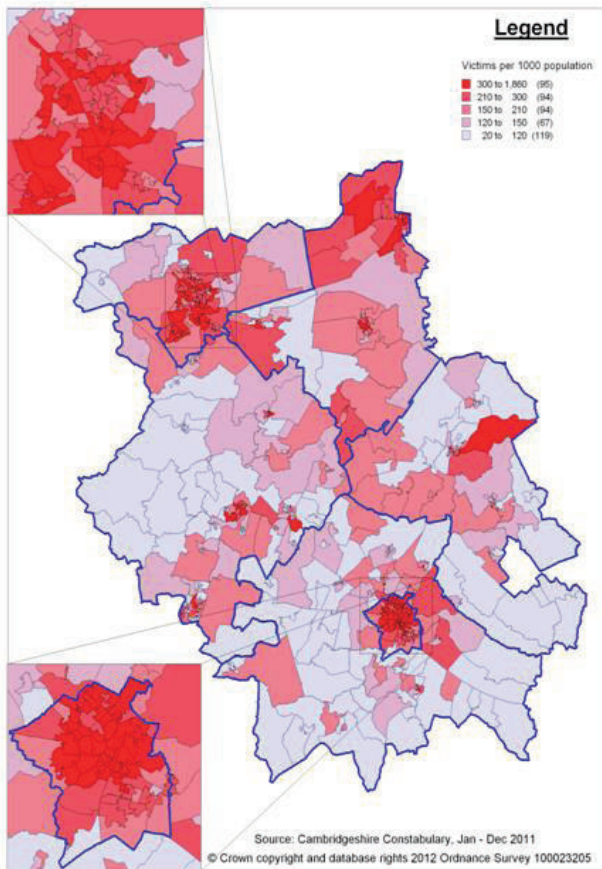 Legend
Victims per 1000 population
300 to 1,860 (95)
210 to 300 (94)
150 to 210 (94)
120 to 150 (67)
20 to 120 (119)
Source: Cambridgeshire Constabulary, Jan - Dec 2011
© Crown copyright and database rights 2012 Ordnance Survey 100023205